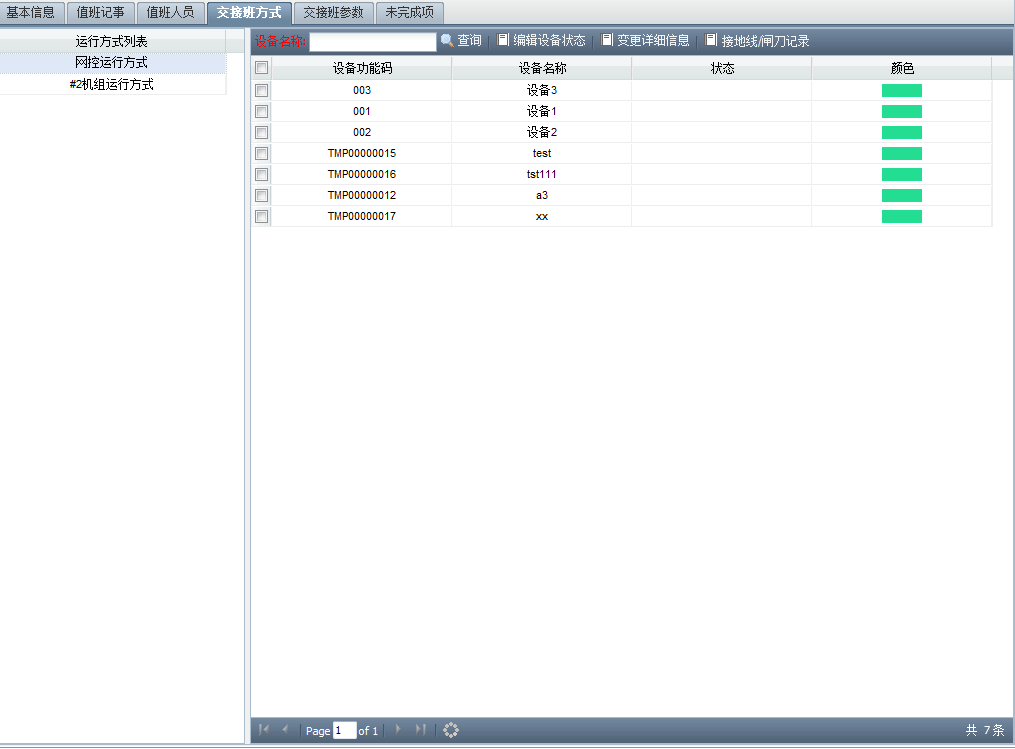 基本信息 值班记事 值班人员 交接班方式 交接班参数 未完成项
运行方式列表
网控运行方式
#2机组运行方式
设备名称: 查询 编辑设备状态 变更详细信息 接地线/闸刀记录
设备功能码 设备名称 状态 颜色
003 设备3
001 设备1
002 设备2
TMP00000015 test
TMP00000016 tst111
TMP00000012 a3
TMP00000017 xx
Page 1 of 1 共 7 条